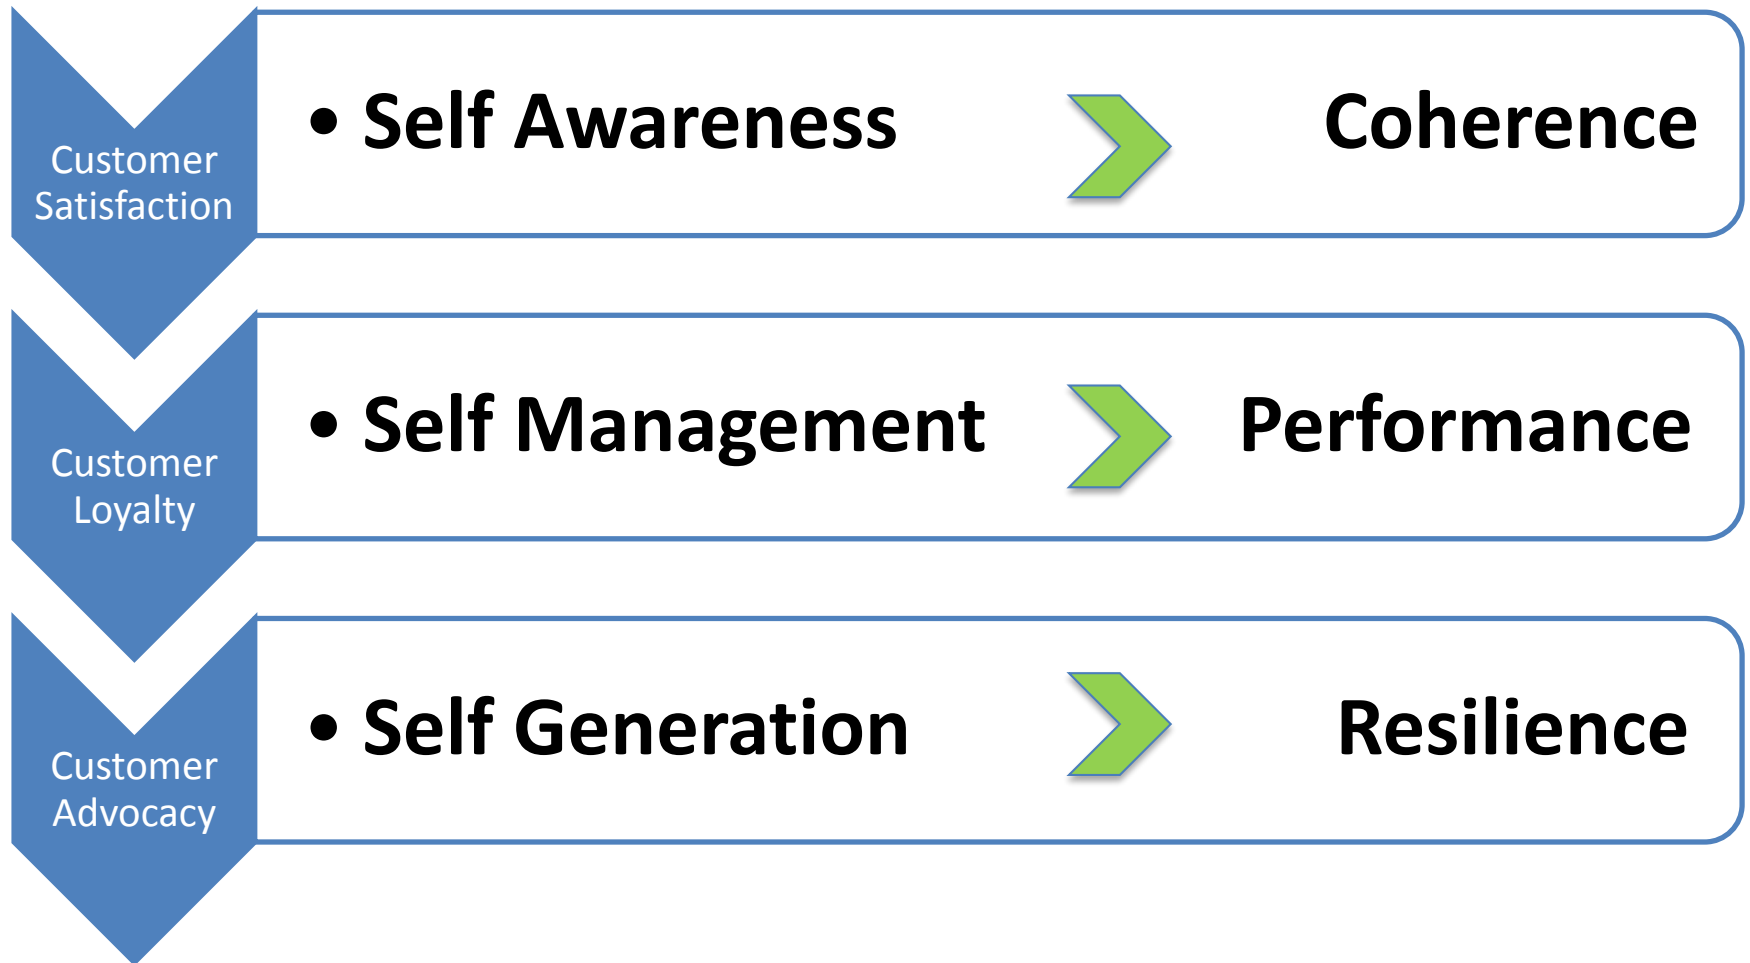 Customer
Satisfaction
• Self Awareness
Coherence
Customer
Loyalty
• Self Management
Performance
Customer
Advocacy
• Self Generation
Resilience